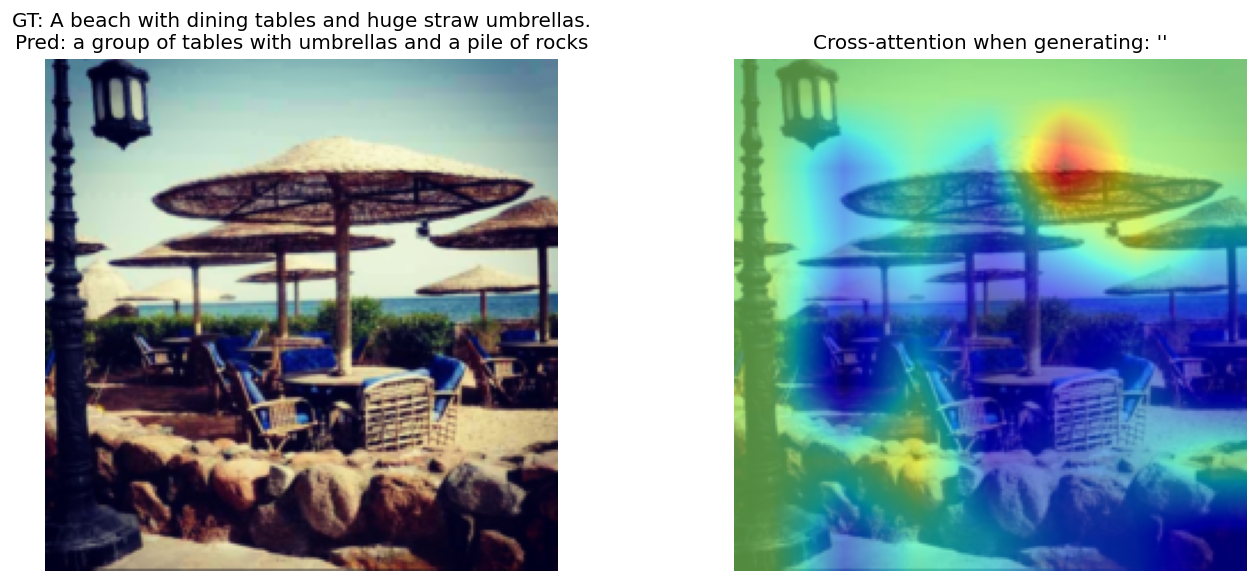 GT: A beach with dining tables and huge straw umbrellas.
Pred: a group of tables with umbrellas and a pile of rocks
Cross-attention when generating: ''